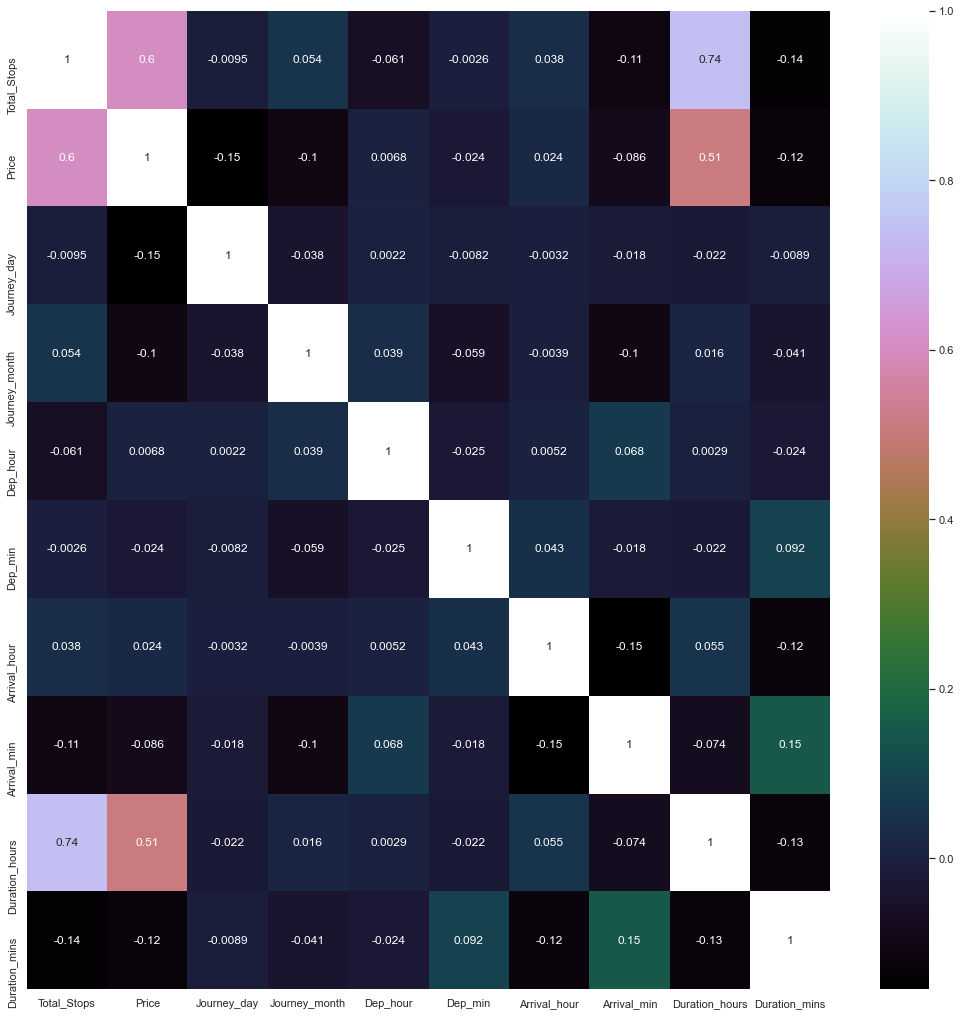 Total_Stops 1 0.6 -0.0095 0.054 -0.061 -0.0026 0.038 -0.11 0.74 -0.14
Price 0.6 1 -0.15 -0.1 0.0068 -0.024 0.024 -0.086 0.51 -0.12
Journey_day -0.0095 -0.15 1 -0.038 0.0022 -0.0082 -0.0032 -0.018 -0.022 -0.0089
Journey_month 0.054 -0.1 -0.038 1 0.039 -0.059 -0.0039 -0.1 0.016 -0.041
Dep_hour -0.061 0.0068 0.0022 0.039 1 -0.025 0.0052 0.068 0.0029 -0.024
Dep_min -0.0026 -0.024 -0.0082 -0.059 -0.025 1 0.043 -0.018 -0.022 0.092
Arrival_hour 0.038 0.024 -0.0032 -0.0039 0.0052 0.043 1 -0.15 0.055 -0.12
Arrival_min -0.11 -0.086 -0.018 -0.1 0.068 -0.018 -0.15 1 -0.074 0.15
Duration_hours 0.74 0.51 -0.022 0.016 0.0029 -0.022 0.055 -0.074 1 -0.13
Duration_mins -0.14 -0.12 -0.0089 -0.041 -0.024 0.092 -0.12 0.15 -0.13 1
Total_Stops Price Journey_day Journey_month Dep_hour Dep_min Arrival_hour Arrival_min Duration_hours Duration_mins
1.0
0.8
0.6
0.4
0.2
0.0